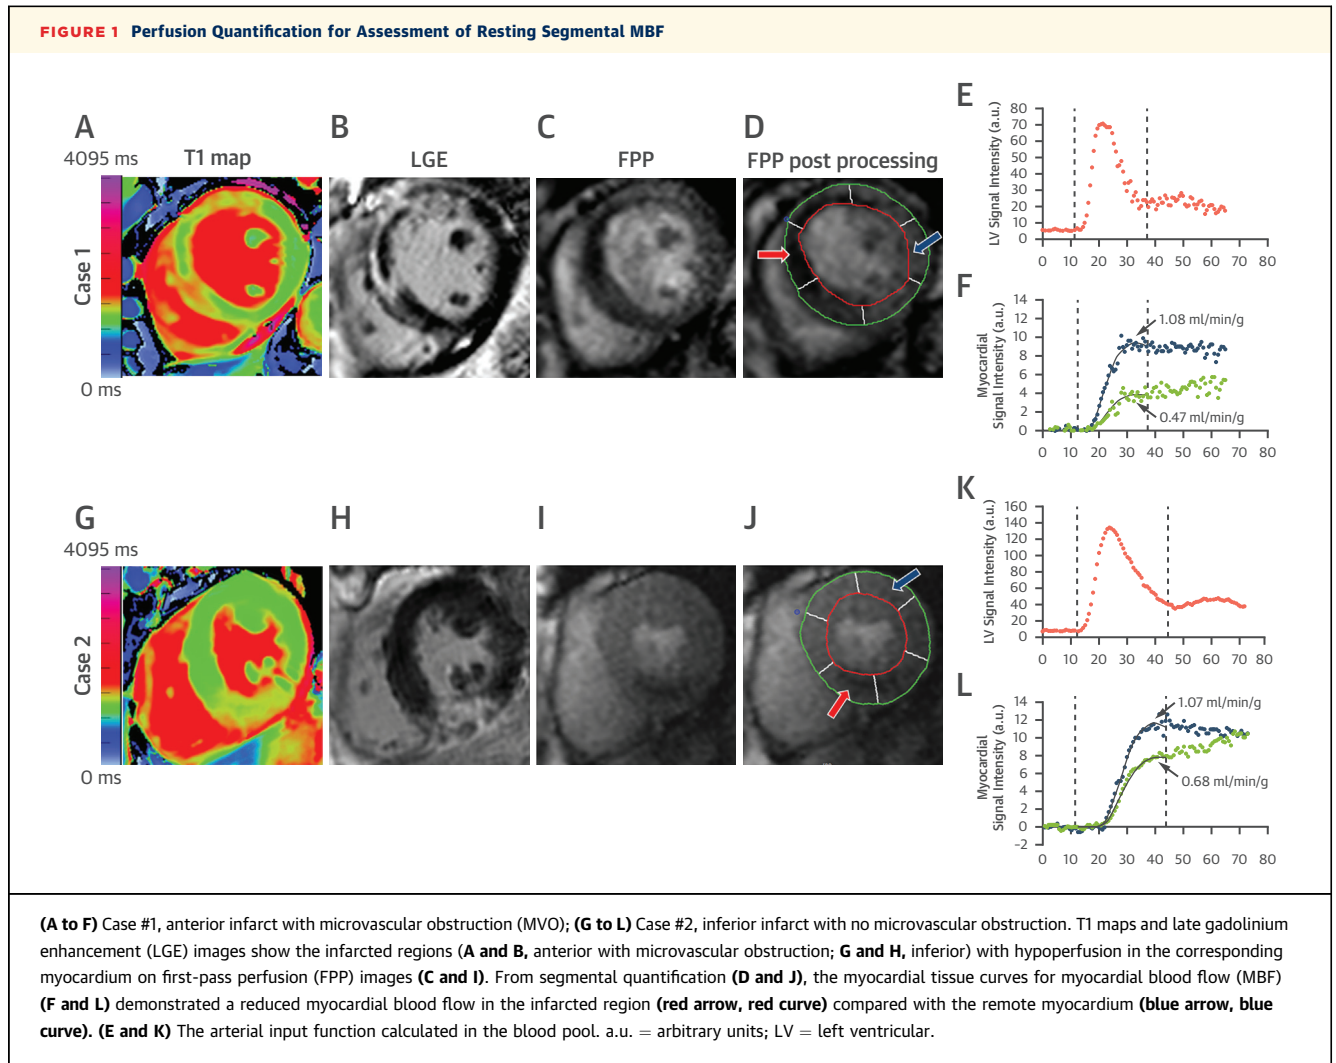 FIGURE 1 Perfusion Quantification for Assessment of Resting Segmental MBF
A
4095 ms
T1 map
Case 1
0 ms
B
LGE
C
FPP
D
FPP post processing
E
LV Signal Intensity (a.u.)
80
70
60
50
40
30
20
10
0
0 10 20 30 40 50 60 70 80
F
Myocardial
Signal Intensity (a.u.)
14
12
10
8
6
4
2
0
1.08 ml/min/g
0.47 ml/min/g
0 10 20 30 40 50 60 70 80
G
4095 ms
Case 2
0 ms
H
I
J
K
LV Signal Intensity (a.u.)
160
140
120
100
80
60
40
20
0
0 10 20 30 40 50 60 70 80
L
Myocardial
Signal Intensity (a.u.)
14
12
10
8
6
4
2
0
-2
1.07 ml/min/g
0.68 ml/min/g
0 10 20 30 40 50 60 70 80
(A to F) Case #1, anterior infarct with microvascular obstruction (MVO); (G to L) Case #2, inferior infarct with no microvascular obstruction. T1 maps and late gadolinium
enhancement (LGE) images show the infarcted regions (A and B, anterior with microvascular obstruction; G and H, inferior) with hypoperfusion in the corresponding
myocardium on first-pass perfusion (FPP) images (C and I). From segmental quantification (D and J), the myocardial tissue curves for myocardial blood flow (MBF)
(F and L) demonstrated a reduced myocardial blood flow in the infarcted region (red arrow, red curve) compared with the remote myocardium (blue arrow, blue
curve). (E and K) The arterial input function calculated in the blood pool. a.u. = arbitrary units; LV = left ventricular.